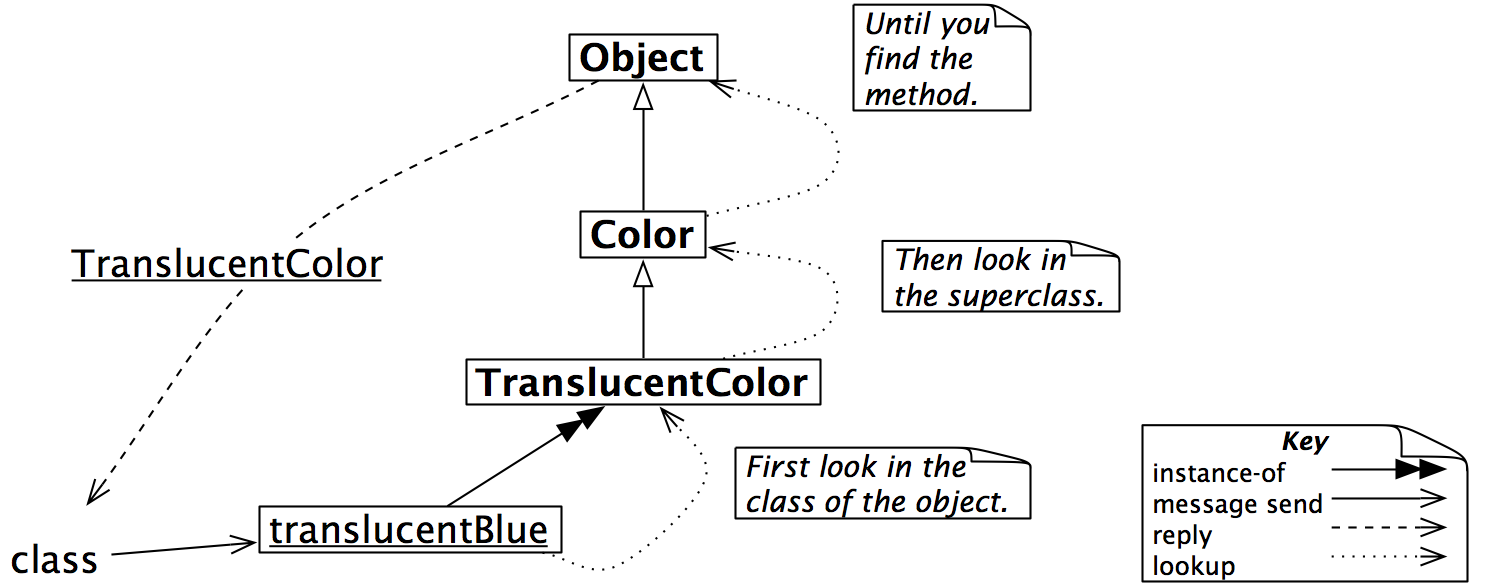 Object
Until you
find the
method.
Color
TranslucentColor
Then look in
the superclass.
TranslucentColor
First look in the
class of the object.
Key
instance-of
message send
reply
lookup
translucentBlue
class